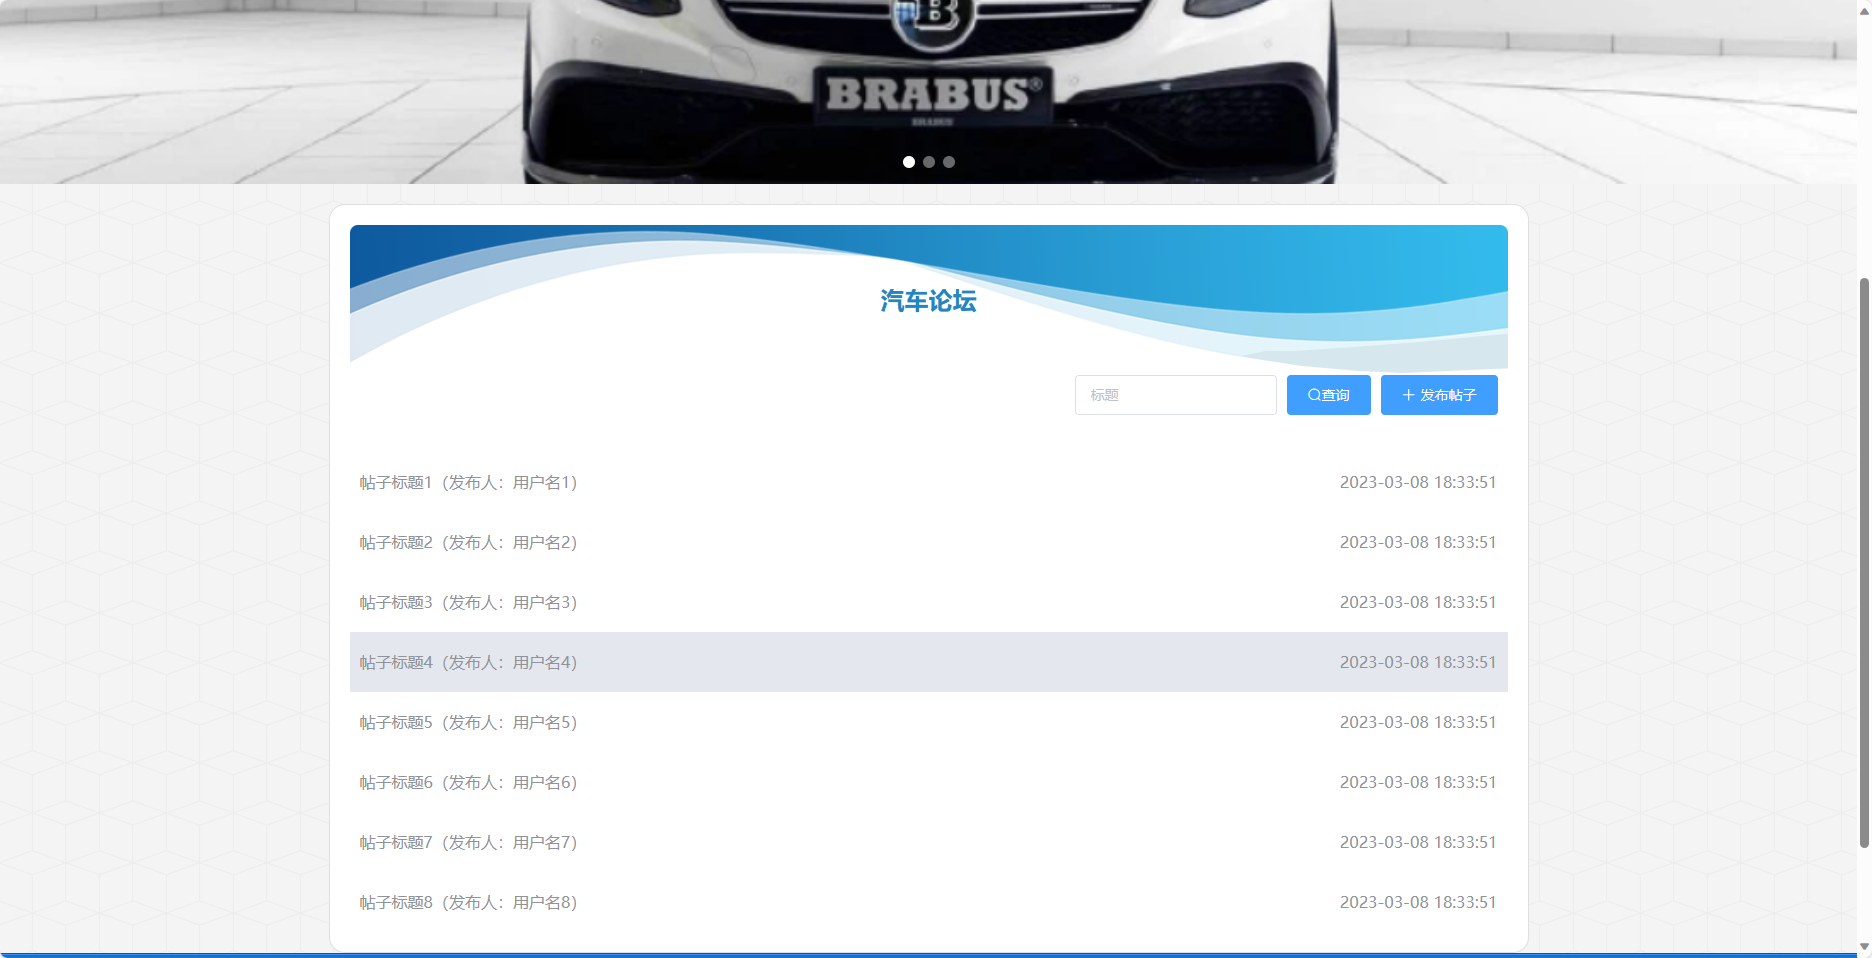 B
BRABUS®
BRABUS
汽车论坛
标题
查询
发布帖子
帖子标题1（发布人：用户名1） 2023-03-08 18:33:51
帖子标题2（发布人：用户名2） 2023-03-08 18:33:51
帖子标题3（发布人：用户名3） 2023-03-08 18:33:51
帖子标题4（发布人：用户名4） 2023-03-08 18:33:51
帖子标题5（发布人：用户名5） 2023-03-08 18:33:51
帖子标题6（发布人：用户名6） 2023-03-08 18:33:51
帖子标题7（发布人：用户名7） 2023-03-08 18:33:51
帖子标题8（发布人：用户名8） 2023-03-08 18:33:51